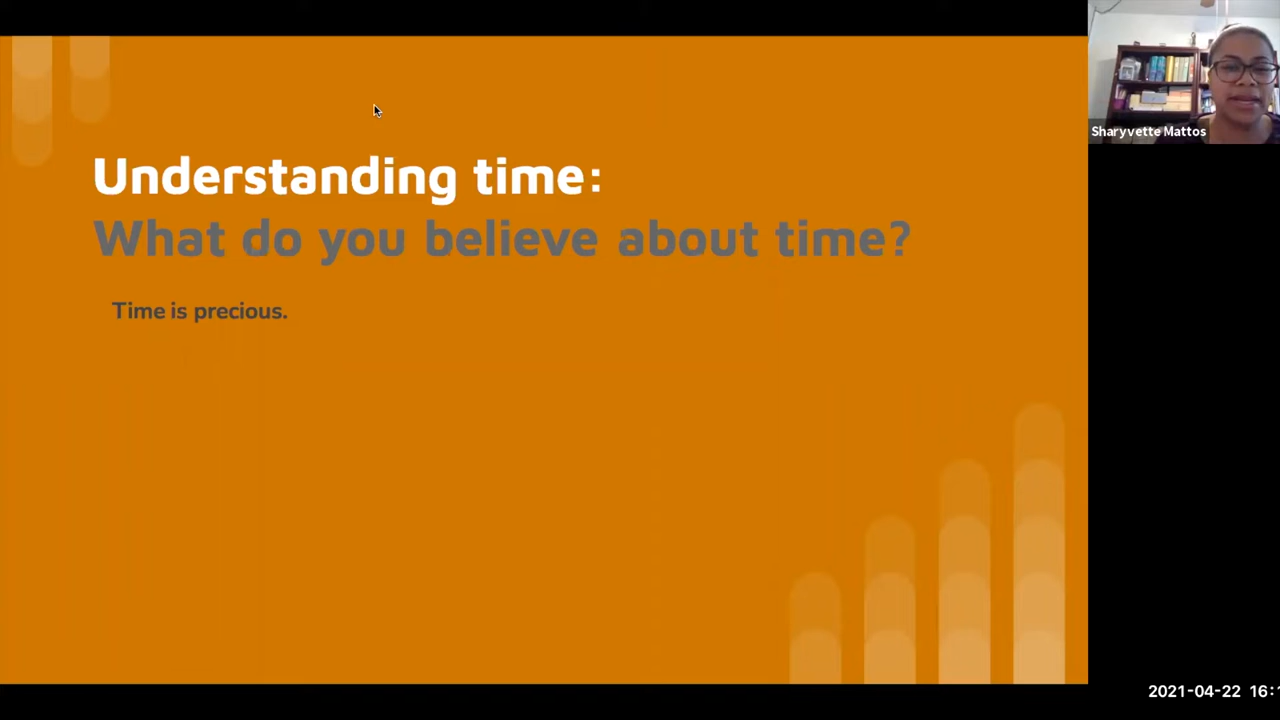 Understanding time:
What do you believe about time?
Time is precious.
Sharyvette Mattos
2021-04-22 16: